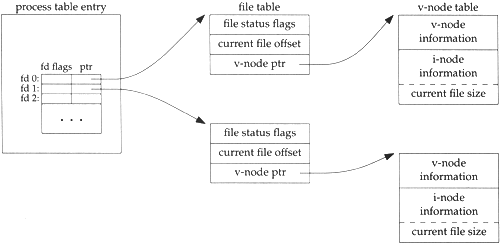 process table entry
fd flags ptr
fd 0:
fd 1:
fd 2:
. . .
file table
file status flags
current file offset
v-node ptr
file status flags
current file offset
v-node ptr
v-node table
v-node
information
i-node
information
current file size
v-node
information
i-node
information
current file size